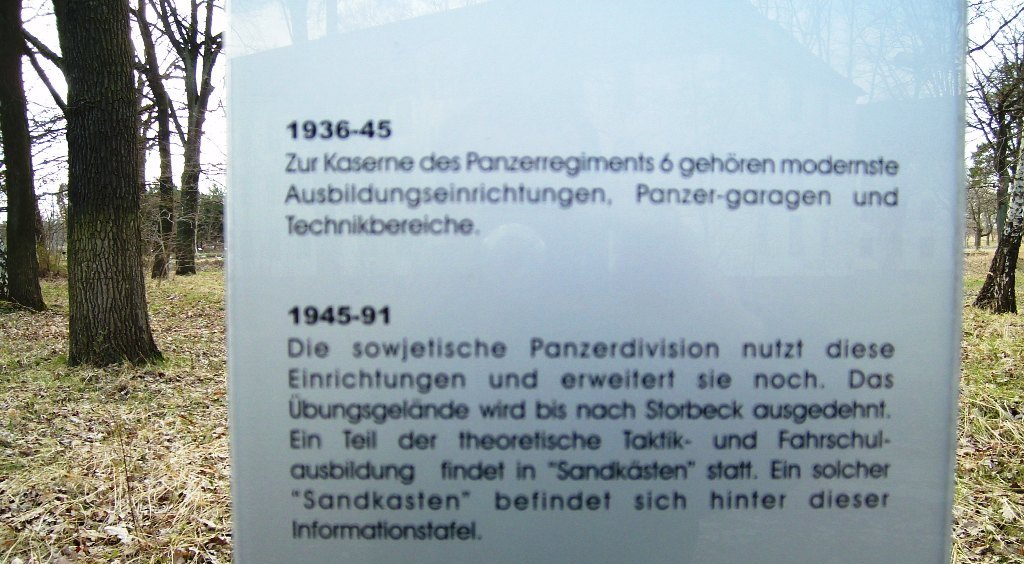 1936-45
Zur Kaserne des Panzerregiments 6 gehören modernste
Ausbildungseinrichtungen, Panzer-garagen und
Technikbereiche.
1945-91
Die sowjetische Panzerdivision nutzt diese
Einrichtungen und erweitert sie noch. Das
Übungsgelände wird bis nach Storbeck ausgedehnt.
Ein Teil der theoretische Taktik- und Fahrschul-
ausbildung findet in "Sandkästen" statt. Ein solcher
"Sandkasten" befindet sich hinter dieser
Informationstafel.